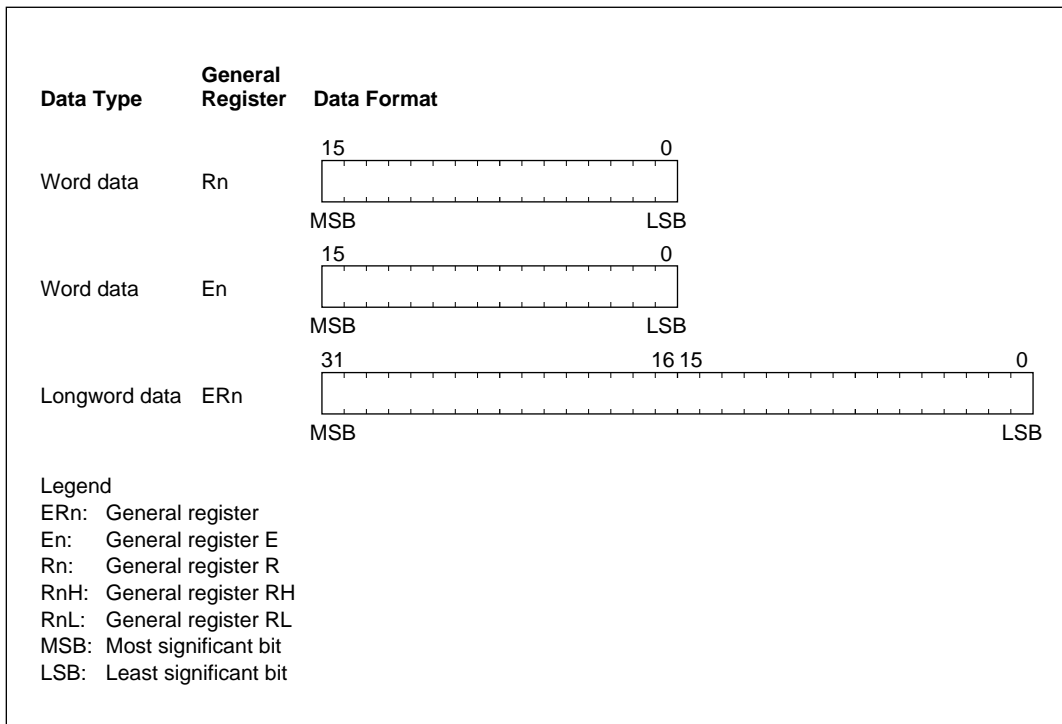 General
Data Type Register Data Format
15 0
Word data Rn
MSB LSB
15 0
Word data En
MSB LSB
31 16 15 0
Longword data ERn
MSB LSB
Legend
ERn: General register
En: General register E
Rn: General register R
RnH: General register RH
RnL: General register RL
MSB: Most significant bit
LSB: Least significant bit